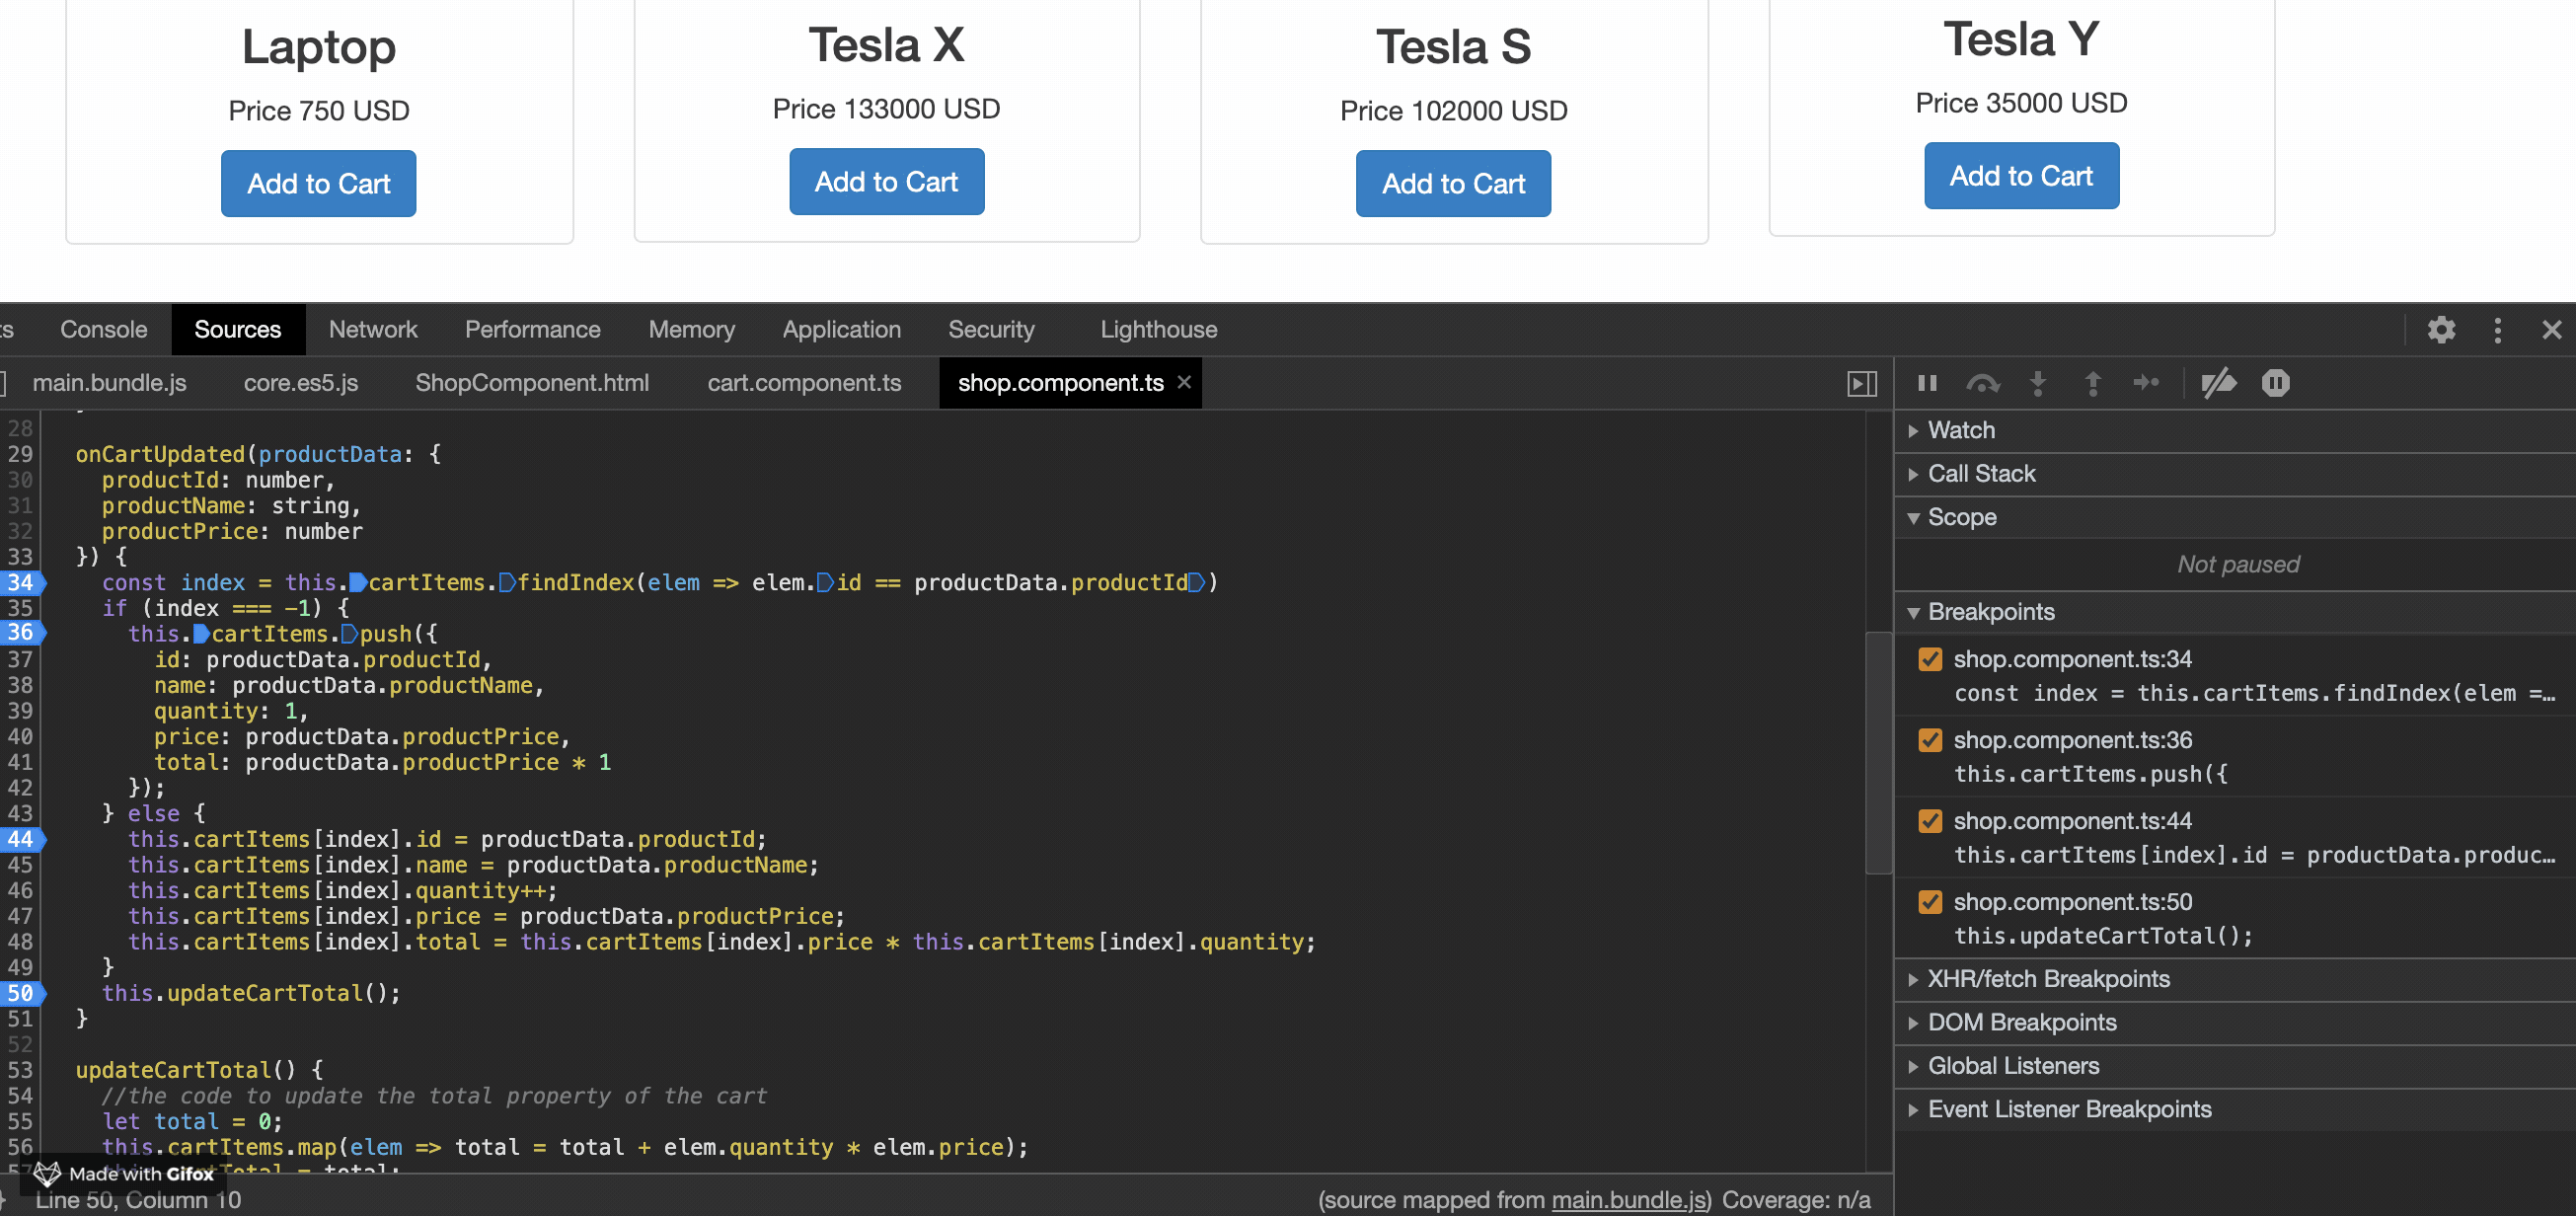 Laptop
Price 750 USD
Add to Cart
Tesla X
Price 133000 USD
Add to Cart
Tesla S
Price 102000 USD
Add to Cart
Tesla Y
Price 35000 USD
Add to Cart
ts Console Sources Network Performance Memory Application Security Lighthouse
main.bundle.js core.es5.js ShopComponent.html cart.component.ts shop.component.ts
28
29 onCartUpdated(productData: {
30 productId: number,
31 productName: string,
32 productPrice: number
33 }) {
34 const index = this.cartItems.findIndex(elem => elem.id == productData.productId)
35 if (index === -1) {
36 this.cartItems.push({
37 id: productData.productId,
38 name: productData.productName,
39 quantity: 1,
40 price: productData.productPrice,
41 total: productData.productPrice * 1
42 });
43 } else {
44 this.cartItems[index].id = productData.productId;
45 this.cartItems[index].name = productData.productName;
46 this.cartItems[index].quantity++;
47 this.cartItems[index].price = productData.productPrice;
48 this.cartItems[index].total = this.cartItems[index].price * this.cartItems[index].quantity;
49 }
50 this.updateCartTotal();
51 }
52
53 updateCartTotal() {
54 //the code to update the total property of the cart
55 let total = 0;
56 this.cartItems.map(elem => total = total + elem.quantity * elem.price);
57 = total;
Made with Gifox
Line 50, Column 10
(source mapped from main.bundle.js) Coverage: n/a
Watch
Call Stack
Scope
Not paused
Breakpoints
shop.component.ts:34
const index = this.cartItems.findIndex(elem =…
shop.component.ts:36
this.cartItems.push({
shop.component.ts:44
this.cartItems[index].id = productData.produc…
shop.component.ts:50
this.updateCartTotal();
XHR/fetch Breakpoints
DOM Breakpoints
Global Listeners
Event Listener Breakpoints